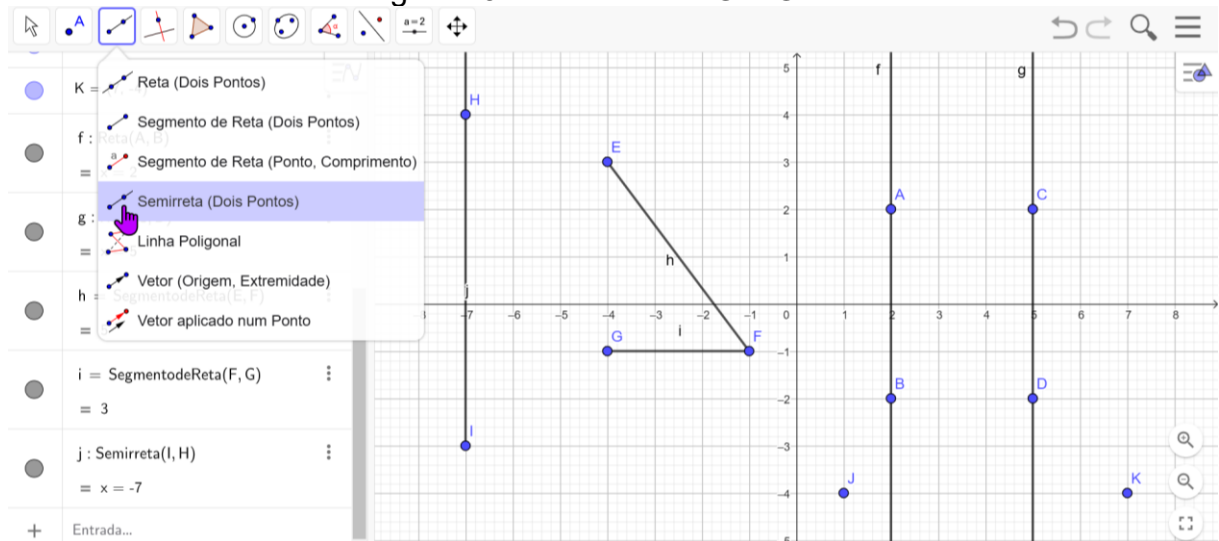 A
α
a=2
Reta (Dois Pontos)
Segmento de Reta (Dois Pontos)
a
Segmento de Reta (Ponto, Comprimento)
Semirreta (Dois Pontos)
Linha Poligonal
Vetor (Origem, Extremidade)
Vetor aplicado num Ponto
K =
f : Reta(A, B)
=
g :
=
h = SegmentodeReta(E, F)
=
i = SegmentodeReta(F, G)
= 3
j : Semirreta(I, H)
= x = -7
+ Entrada...
5 f g
H
4
E
3
A C
2
h 1
j
-7 -6 -5 -4 -3 -2 -1 0 1 2 3 4 5 6 7 8
G i F
-1
B D
-2
I
-3
J K
-4